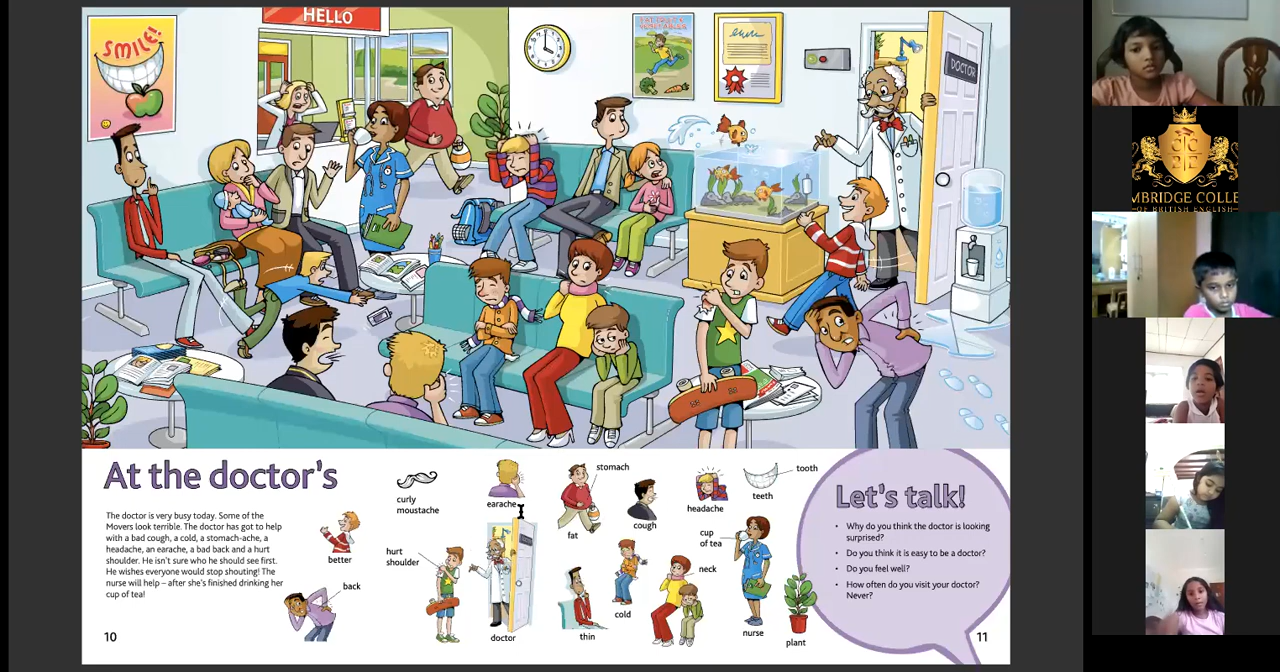 SMILE!
HELLO
DOCTOR
MBRIDGE COLLE
OF BRITISH ENGLISH
At the doctor's
The doctor is very busy today. Some of the
Movers look terrible. The doctor has got to help
with a bad cough, a cold, a stomach-ache, a
headache, an earache, a bad back and a hurt
shoulder. He isn't sure who he should see first.
He wishes everyone would stop shouting! The
nurse will help – after she's finished drinking her
cup of tea!
10
better
back
curly
moustache
hurt
shoulder
earache
doctor
stomach
fat
thin
cough
cold
neck
headache
cup
of tea
nurse
tooth
teeth
plant
Let's talk!
• Why do you think the doctor is looking
surprised?
• Do you think it is easy to be a doctor?
• Do you feel well?
• How often do you visit your doctor?
Never?
11